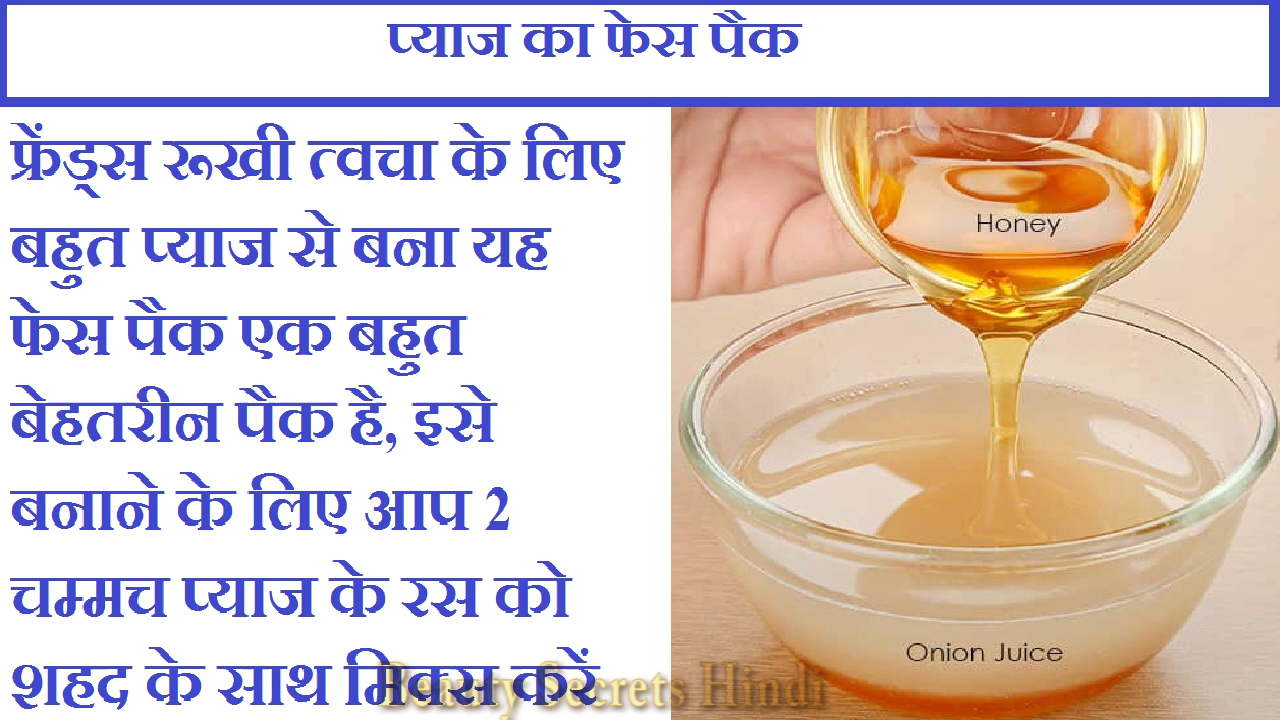 प्याज का फेस पैक
फ्रेंड्स रूखी त्वचा के लिए
बहुत प्याज से बना यह
फेस पैक एक बहुत
बेहतरीन पैक है, इसे
बनाने के लिए आप 2
चम्मच प्याज के रस को
शहद के साथ मिक्स करें
Honey
Onion Juice
Beauty Secrets Hindi